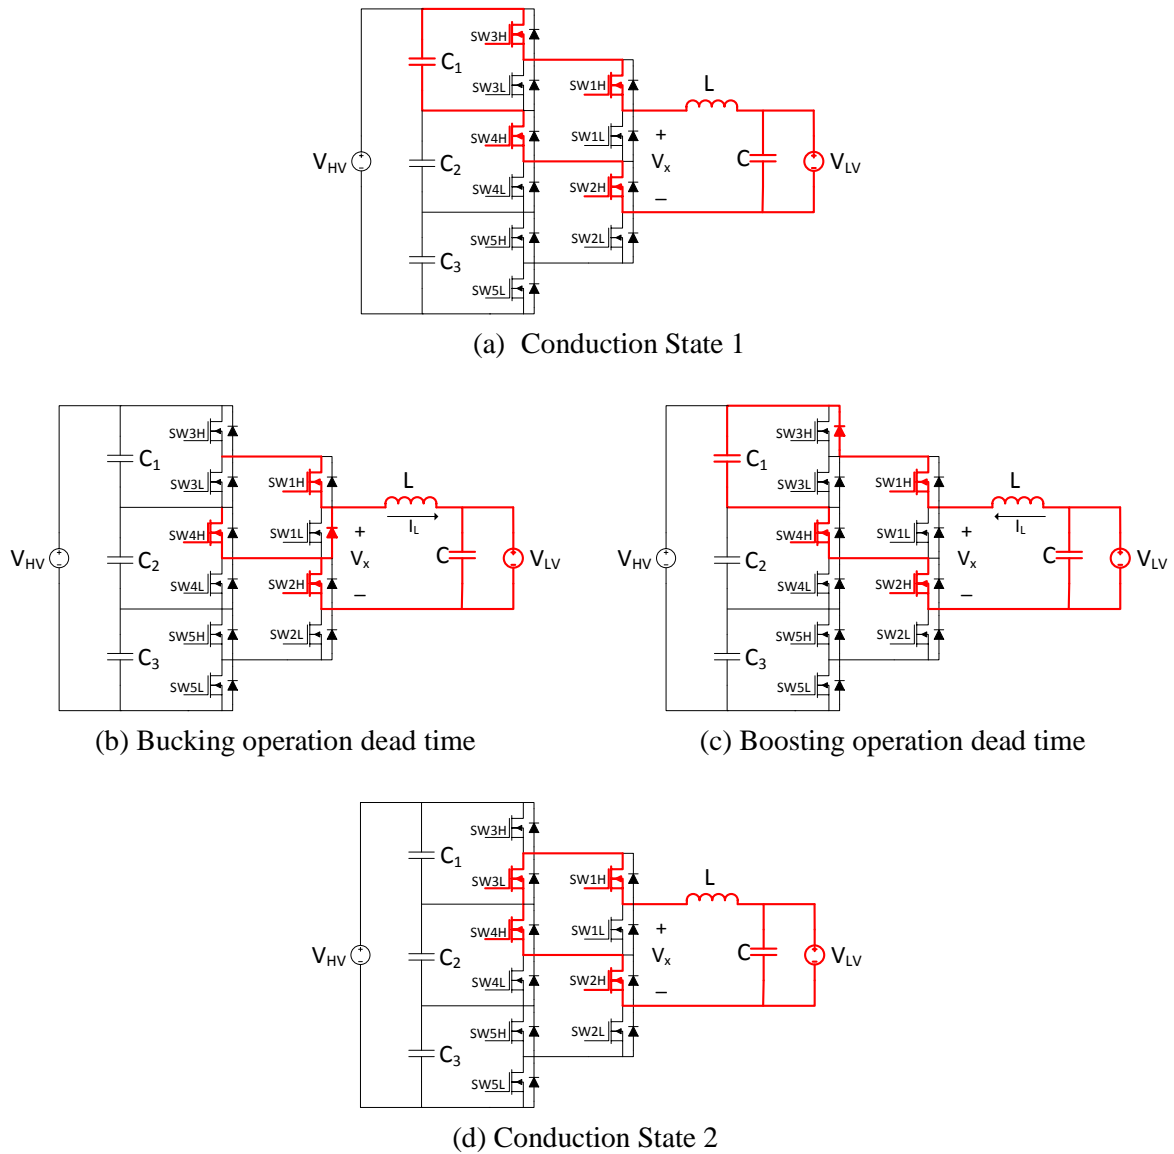 SW3H
C1
SW3L
SW1H
L
SW4H
SW1L
+
VHV
C2
Vx
C
VLV
SW4L
SW2H
–
SW5H
SW2L
C3
SW5L
(a) Conduction State 1
SW3H
C1
SW3L
SW1H
L
IL
SW4H
SW1L
+
VHV
C2
Vx
C
VLV
SW4L
SW2H
–
SW5H
SW2L
C3
SW5L
(b) Bucking operation dead time
SW3H
C1
SW3L
SW1H
L
IL
SW4H
SW1L
+
VHV
C2
Vx
C
VLV
SW4L
SW2H
–
SW5H
SW2L
C3
SW5L
(c) Boosting operation dead time
SW3H
C1
SW3L
SW1H
L
SW4H
SW1L
+
VHV
C2
Vx
C
VLV
SW4L
SW2H
–
SW5H
SW2L
C3
SW5L
(d) Conduction State 2